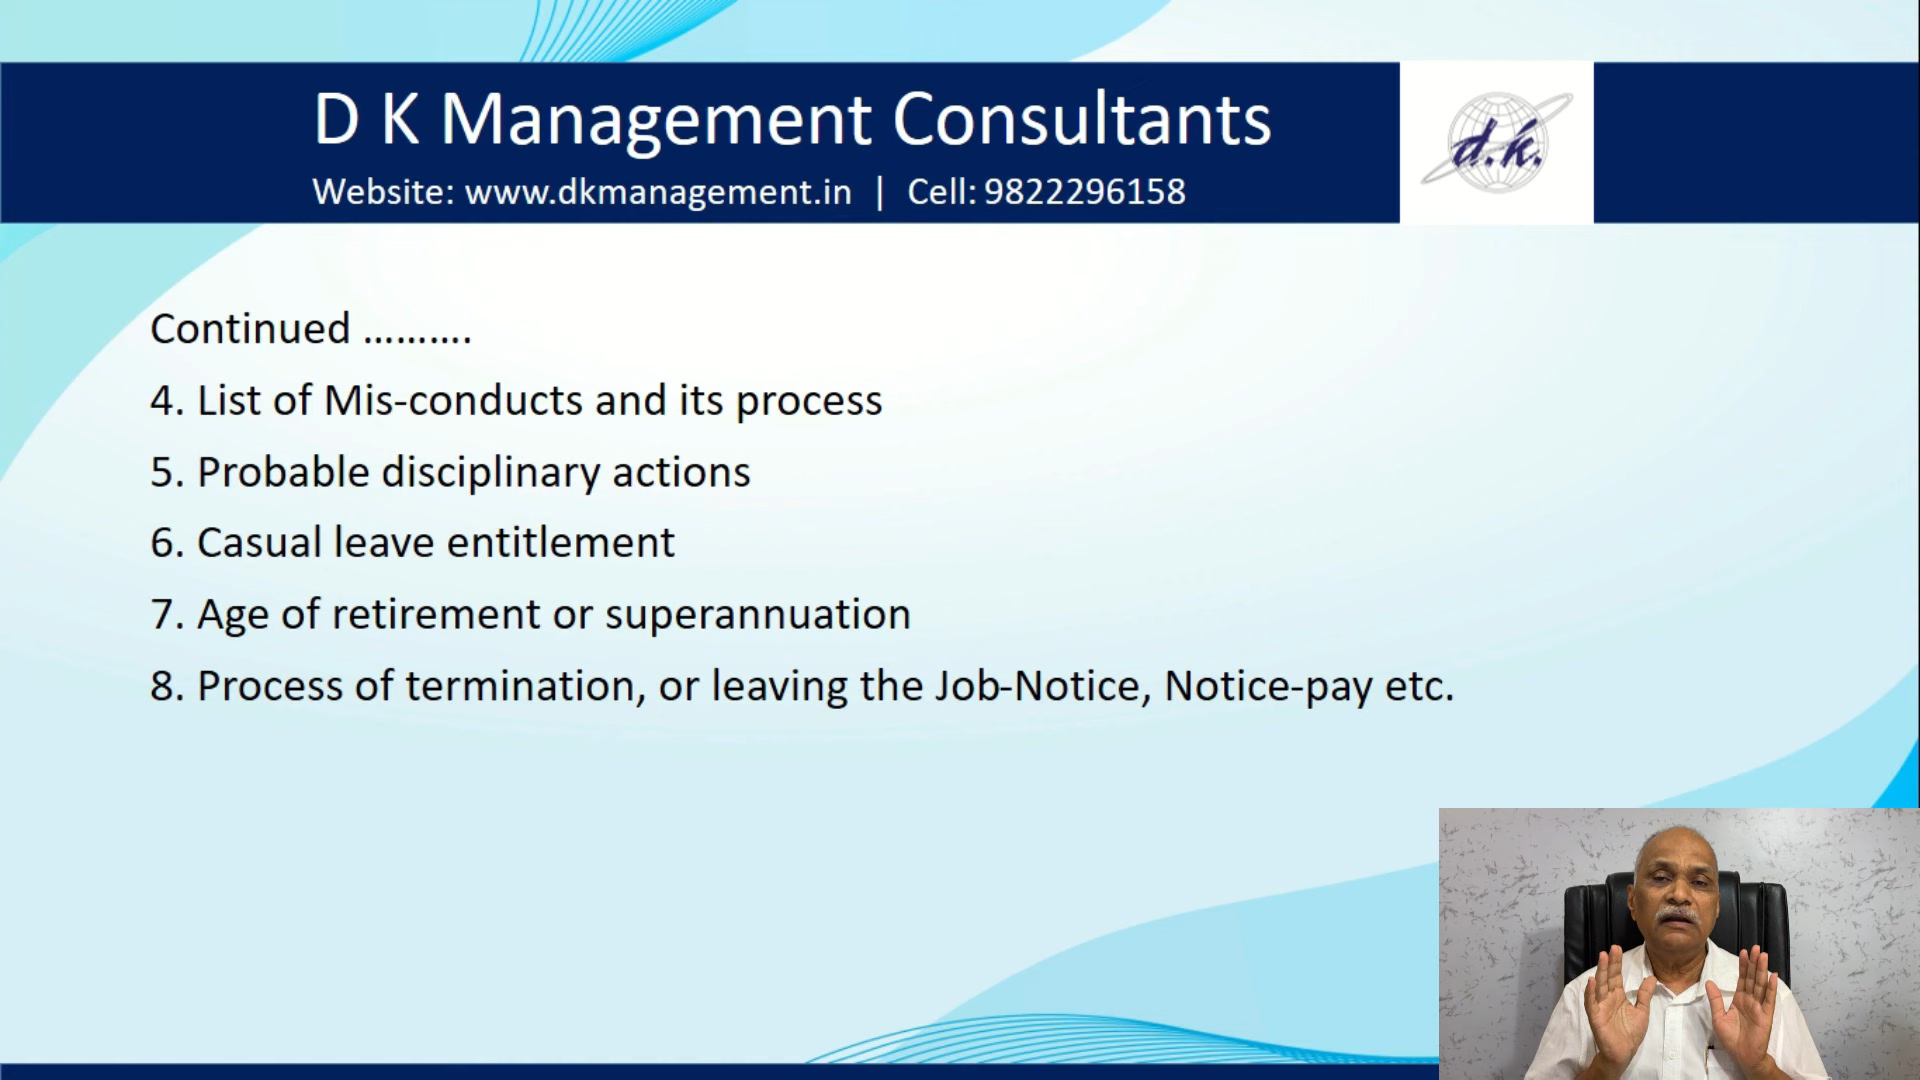 D K Management Consultants
Website: www.dkmanagement.in | Cell: 9822296158
d.k.
Continued ……….
4. List of Mis-conducts and its process
5. Probable disciplinary actions
6. Casual leave entitlement
7. Age of retirement or superannuation
8. Process of termination, or leaving the Job-Notice, Notice-pay etc.